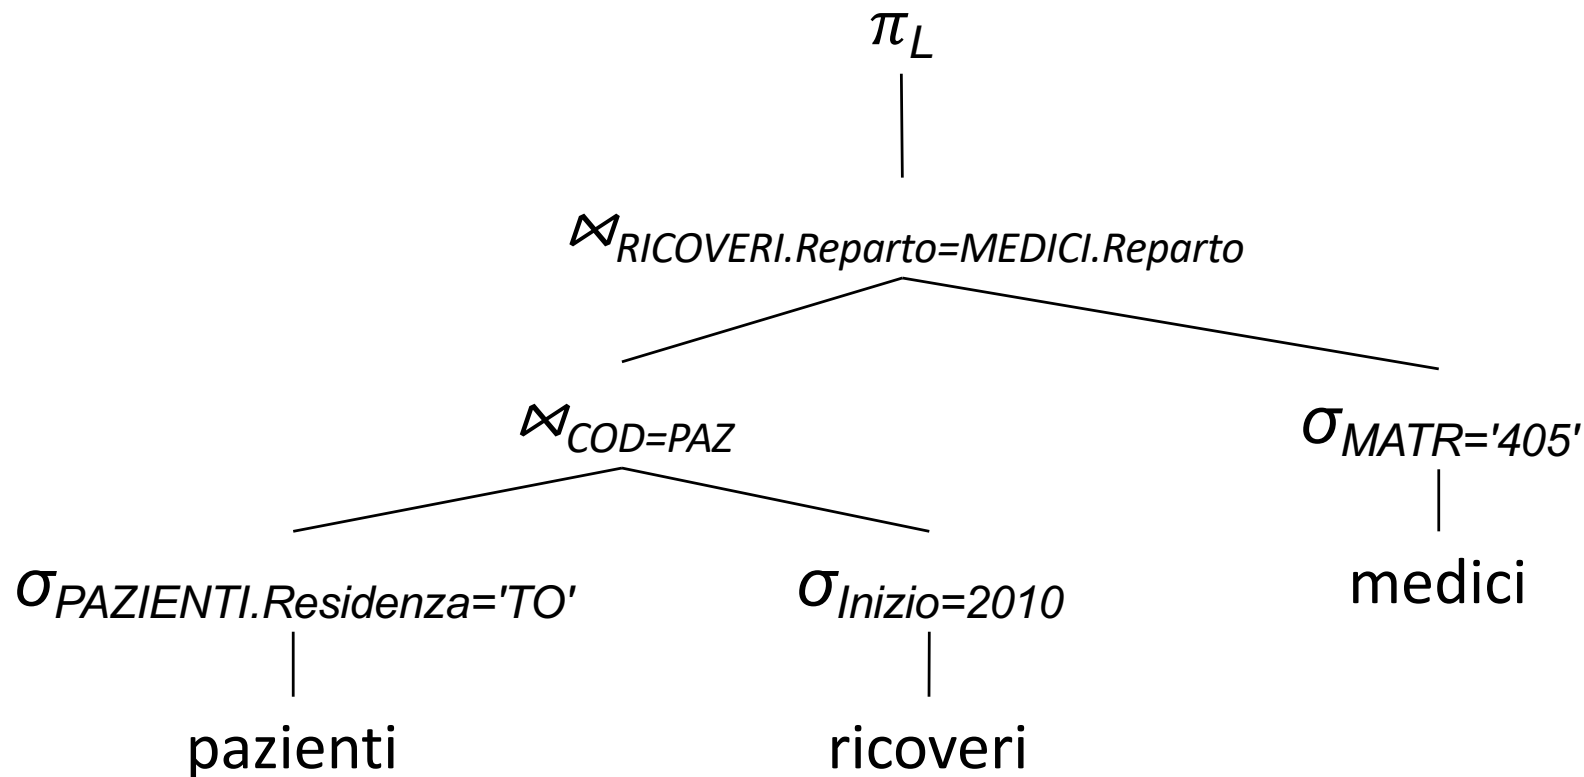 π_L
⋈_RICOVERI.Reparto=MEDICI.Reparto
⋈_COD=PAZ
σ_MATR='405'
σ_PAZIENTI.Residenza='TO'
σ_Inizio=2010
medici
pazienti
ricoveri